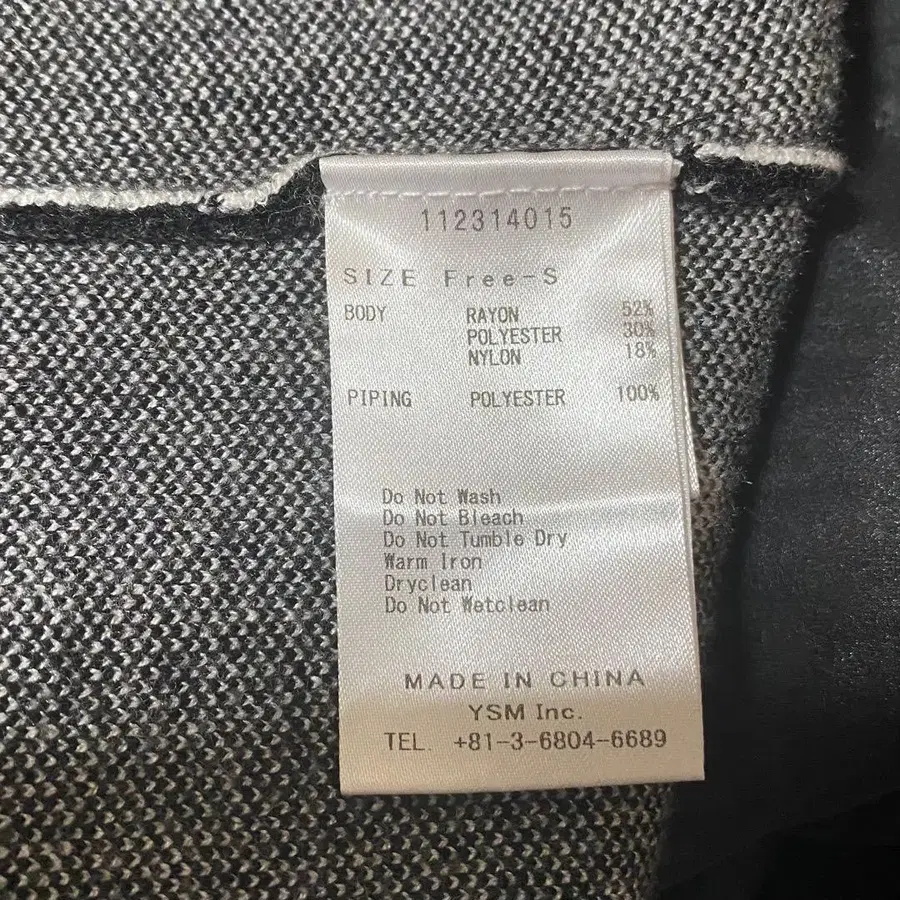 112314015
SIZE Free-S
BODY RAYON 52%
POLYESTER 30%
NYLON 18%
PIPING POLYESTER 100%
Do Not Wash
Do Not Bleach
Do Not Tumble Dry
Warm Iron
Dryclean
Do Not Wetclean
MADE IN CHINA
YSM Inc.
TEL. +81-3-6804-6689